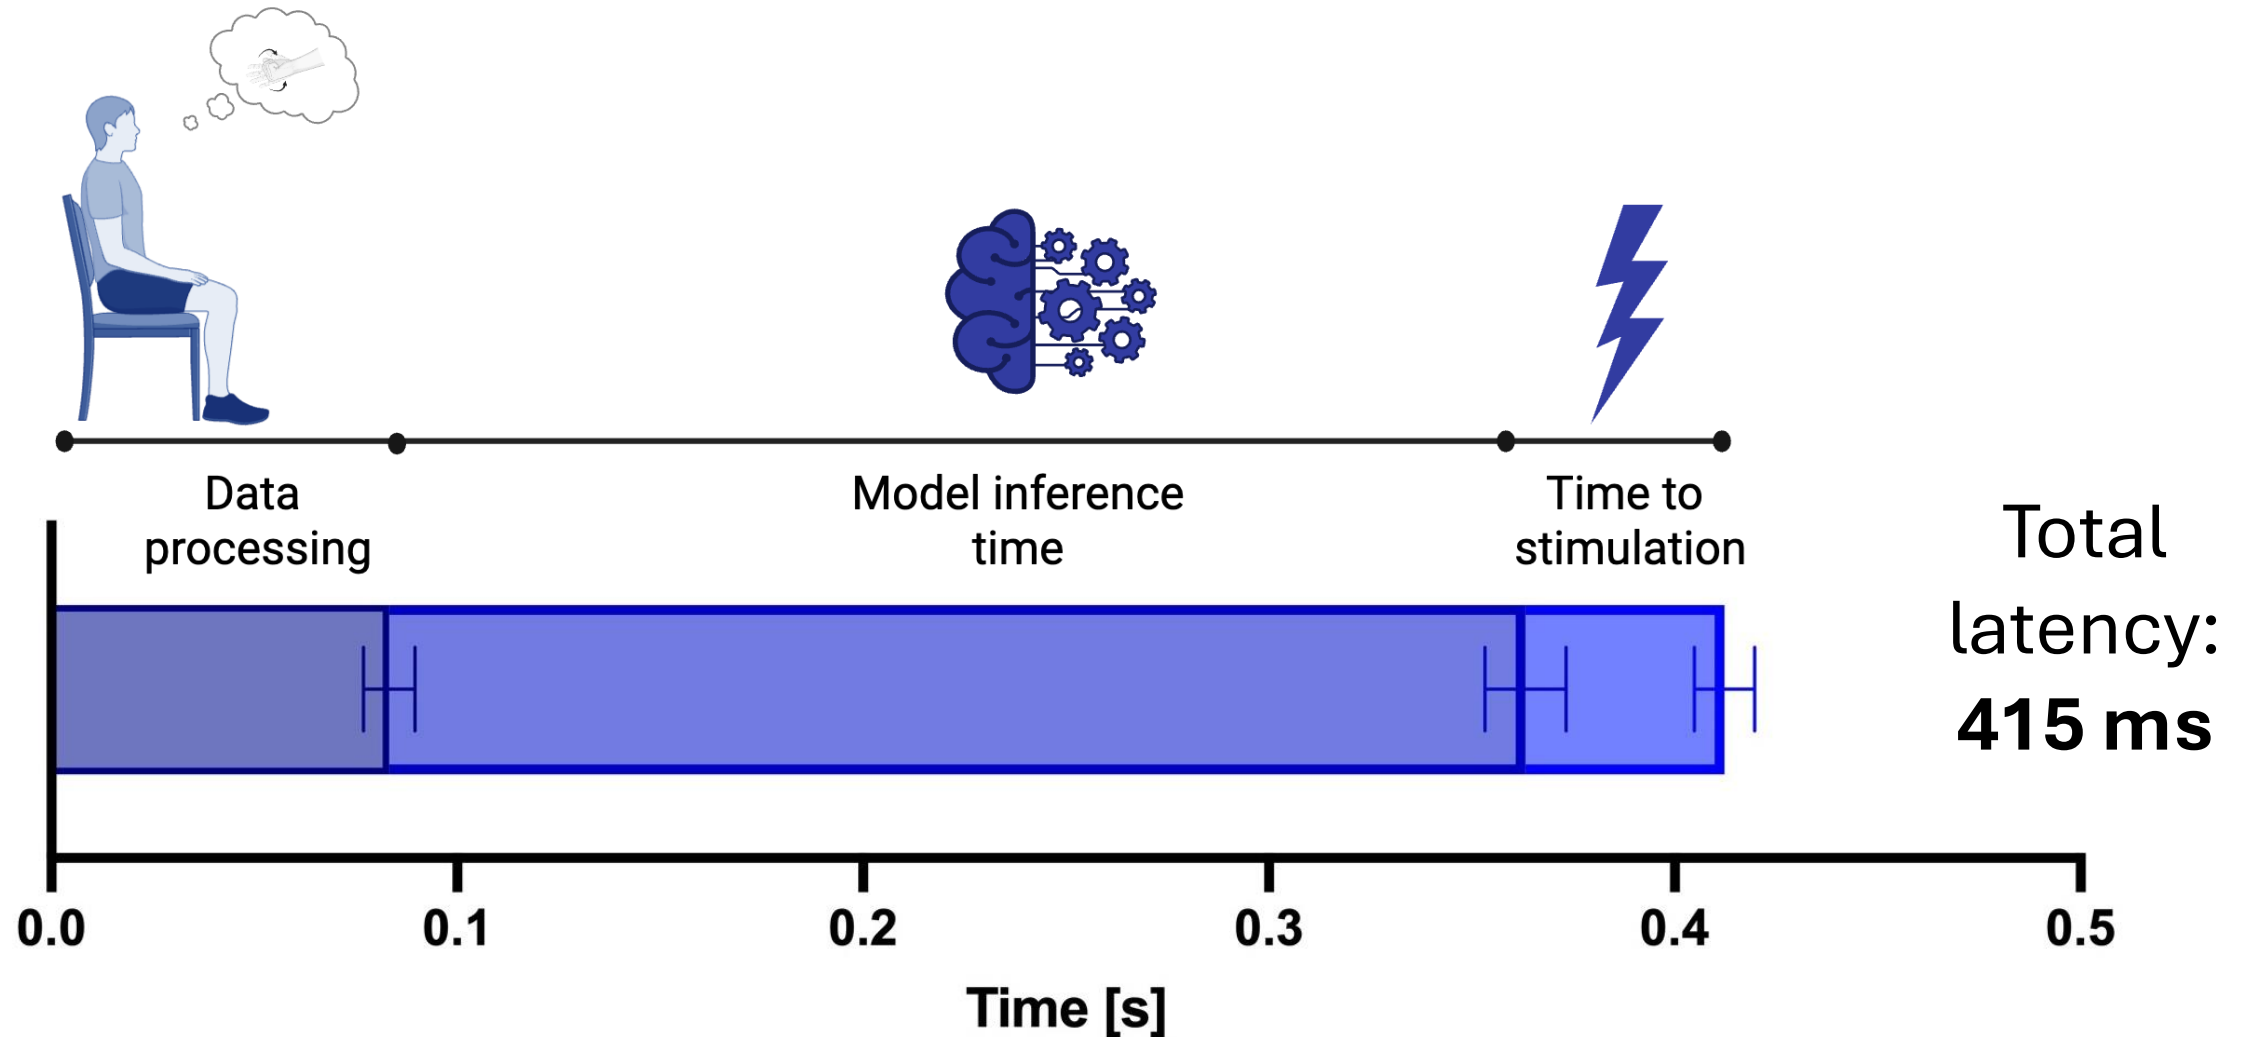 Data
processing
Model inference
time
Time to
stimulation
Total
latency:
415 ms
0.0
0.1
0.2
0.3
0.4
0.5
Time [s]